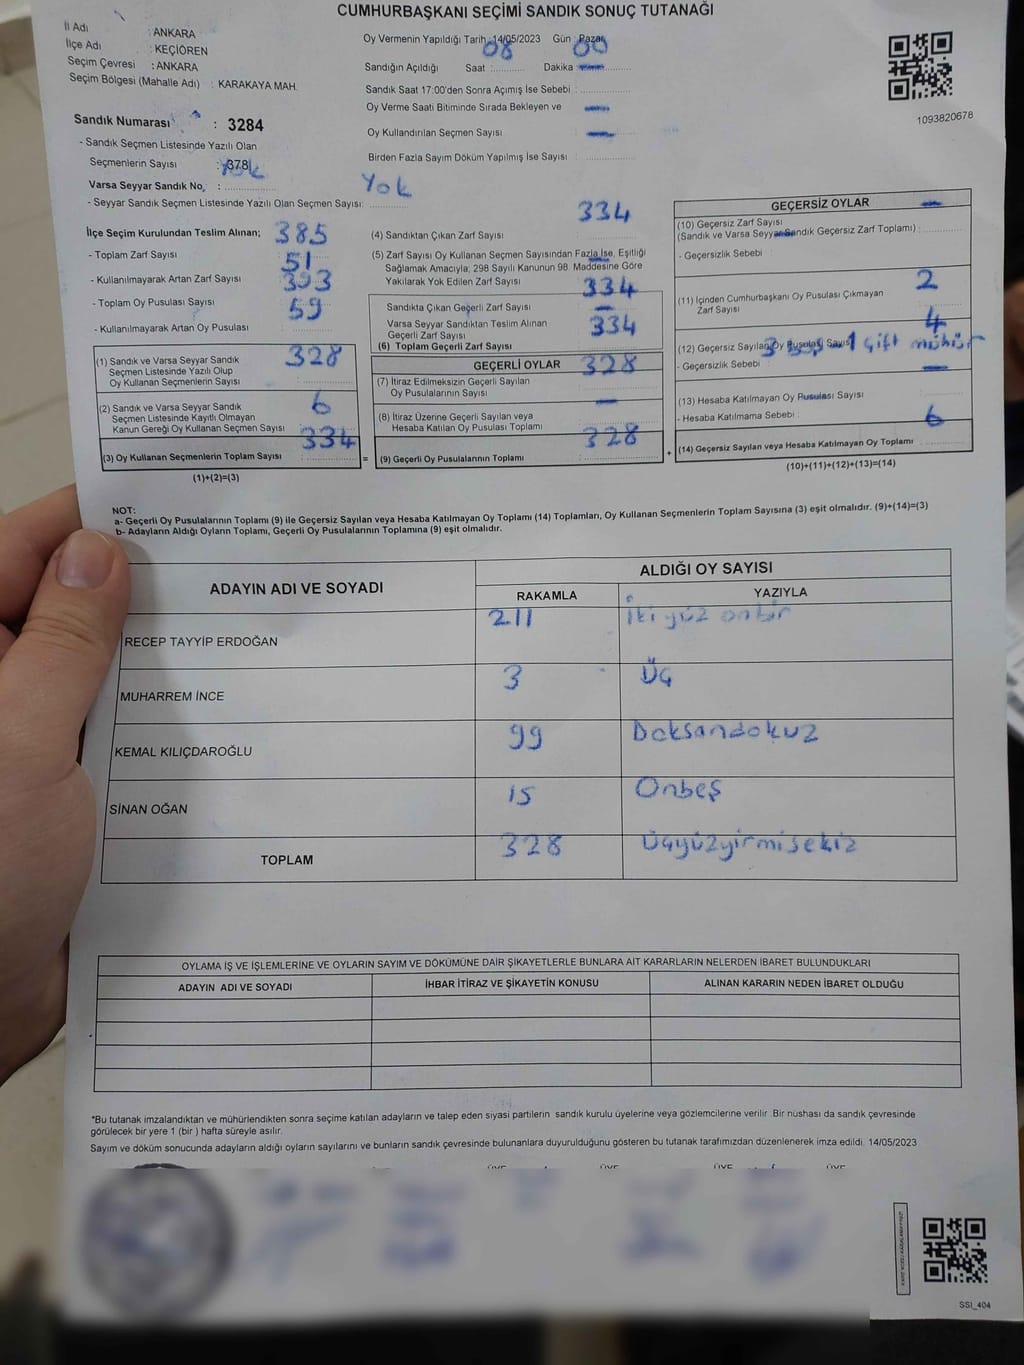 CUMHURBAŞKANI SEÇİMİ SANDIK SONUÇ TUTANAĞI
İl Adı : ANKARA
İlçe Adı : KEÇİÖREN
Seçim Çevresi : ANKARA
Seçim Bölgesi (Mahalle Adı) : KARAKAYA MAH.
Sandık Numarası : 3284
- Sandık Seçmen Listesinde Yazılı Olan
Seçmenlerin Sayısı : 378
Varsa Seyyar Sandık No. : Yok
- Seyyar Sandık Seçmen Listesinde Yazılı Olan Seçmen Sayısı: Yok
Oy Vermenin Yapıldığı Tarih : 14/05/2023 Gün : Pazar
Sandığın Açıldığı Saat : 08 Dakika : 00
Sandık Saat 17:00'den Sonra Açımış İse Sebebi : —
Oy Verme Saati Bitiminde Sırada Bekleyen ve —
Oy Kullandırılan Seçmen Sayısı : —
Birden Fazla Sayım Döküm Yapılmış İse Sayısı :
1093820678
İlçe Seçim Kurulundan Teslim Alınan;
- Toplam Zarf Sayısı 385
- Kullanılmayarak Artan Zarf Sayısı 51
- Toplam Oy Pusulası Sayısı
- Kullanılmayarak Artan Oy Pusulası 59
(1) Sandık ve Varsa Seyyar Sandık
Seçmen Listesinde Yazılı Olup
Oy Kullanan Seçmenlerin Sayısı 328
(2) Sandık ve Varsa Seyyar Sandık
Seçmen Listesinde Kayıtlı Olmayan
Kanun Gereği Oy Kullanan Seçmen Sayısı 6
(3) Oy Kullanan Seçmenlerin Toplam Sayısı 334 =
(1)+(2)=(3)
(4) Sandıktan Çıkan Zarf Sayısı 334
(5) Zarf Sayısı Oy Kullanan Seçmen Sayısından Fazla İse, Eşitliği
Sağlamak Amacıyla; 298 Sayılı Kanunun 98. Maddesine Göre
Yakılarak Yok Edilen Zarf Sayısı —
Sandıkta Çıkan Geçerli Zarf Sayısı 334
Varsa Seyyar Sandıktan Teslim Alınan
Geçerli Zarf Sayısı —
(6) Toplam Geçerli Zarf Sayısı 334
GEÇERLİ OYLAR
(7) İtiraz Edilmeksizin Geçerli Sayılan
Oy Pusulalarının Sayısı 328
(8) İtiraz Üzerine Geçerli Sayılan veya
Hesaba Katılan Oy Pusulası Toplamı —
(9) Geçerli Oy Pusulalarının Toplamı 328 +
GEÇERSİZ OYLAR
(10) Geçersiz Zarf Sayısı
(Sandık ve Varsa Seyyar Sandık Geçersiz Zarf Toplamı) : —
- Geçersizlik Sebebi —
(11) İçinden Cumhurbaşkanı Oy Pusulası Çıkmayan
Zarf Sayısı 2
(12) Geçersiz Sayılan Oy Pusulası Sayısı 4
- Geçersizlik Sebebi : 3 boş - 1 Çift mühür
(13) Hesaba Katılmayan Oy Pusulası Sayısı —
- Hesaba Katılmama Sebebi : —
(14) Geçersiz Sayılan veya Hesaba Katılmayan Oy Toplamı 6
(10)+(11)+(12)+(13)=(14)
NOT:
a- Geçerli Oy Pusulalarının Toplamı (9) ile Geçersiz Sayılan veya Hesaba Katılmayan Oy Toplamı (14) Toplamları, Oy Kullanan Seçmenlerin Toplam Sayısına (3) eşit olmalıdır. (9)+(14)=(3)
b- Adayların Aldığı Oyların Toplamı, Geçerli Oy Pusulalarının Toplamına (9) eşit olmalıdır.
ADAYIN ADI VE SOYADI ALDIĞI OY SAYISI
RAKAMLA YAZIYLA
RECEP TAYYİP ERDOĞAN 211 İki yüz onbir
MUHARREM İNCE 3 Üç
KEMAL KILIÇDAROĞLU 99 Doksandokuz
SİNAN OĞAN 15 Onbeş
TOPLAM 328 Üçyüzyirmisekiz
OYLAMA İŞ VE İŞLEMLERİNE VE OYLARIN SAYIM VE DÖKÜMÜNE DAİR ŞİKAYETLERLE BUNLARA AİT KARARLARIN NELERDEN İBARET BULUNDUKLARI
ADAYIN ADI VE SOYADI İHBAR İTİRAZ VE ŞİKAYETİN KONUSU ALINAN KARARIN NEDEN İBARET OLDUĞU
*Bu tutanak imzalandıktan ve mühürlendikten sonra seçime katılan adayların ve talep eden siyasi partilerin sandık kurulu üyelerine veya gözlemcilerine verilir. Bir nüshası da sandık çevresinde
görülecek bir yere 1 (bir ) hafta süreyle asılır.
Sayım ve döküm sonucunda adayların aldığı oyların sayılarını ve bunların sandık çevresinde bulunanlara duyurulduğunu gösteren bu tutanak tarafımızdan düzenlenerek imza edildi. 14/05/2023
ÜYE ÜYE ÜYE ÜYE
SSI_404